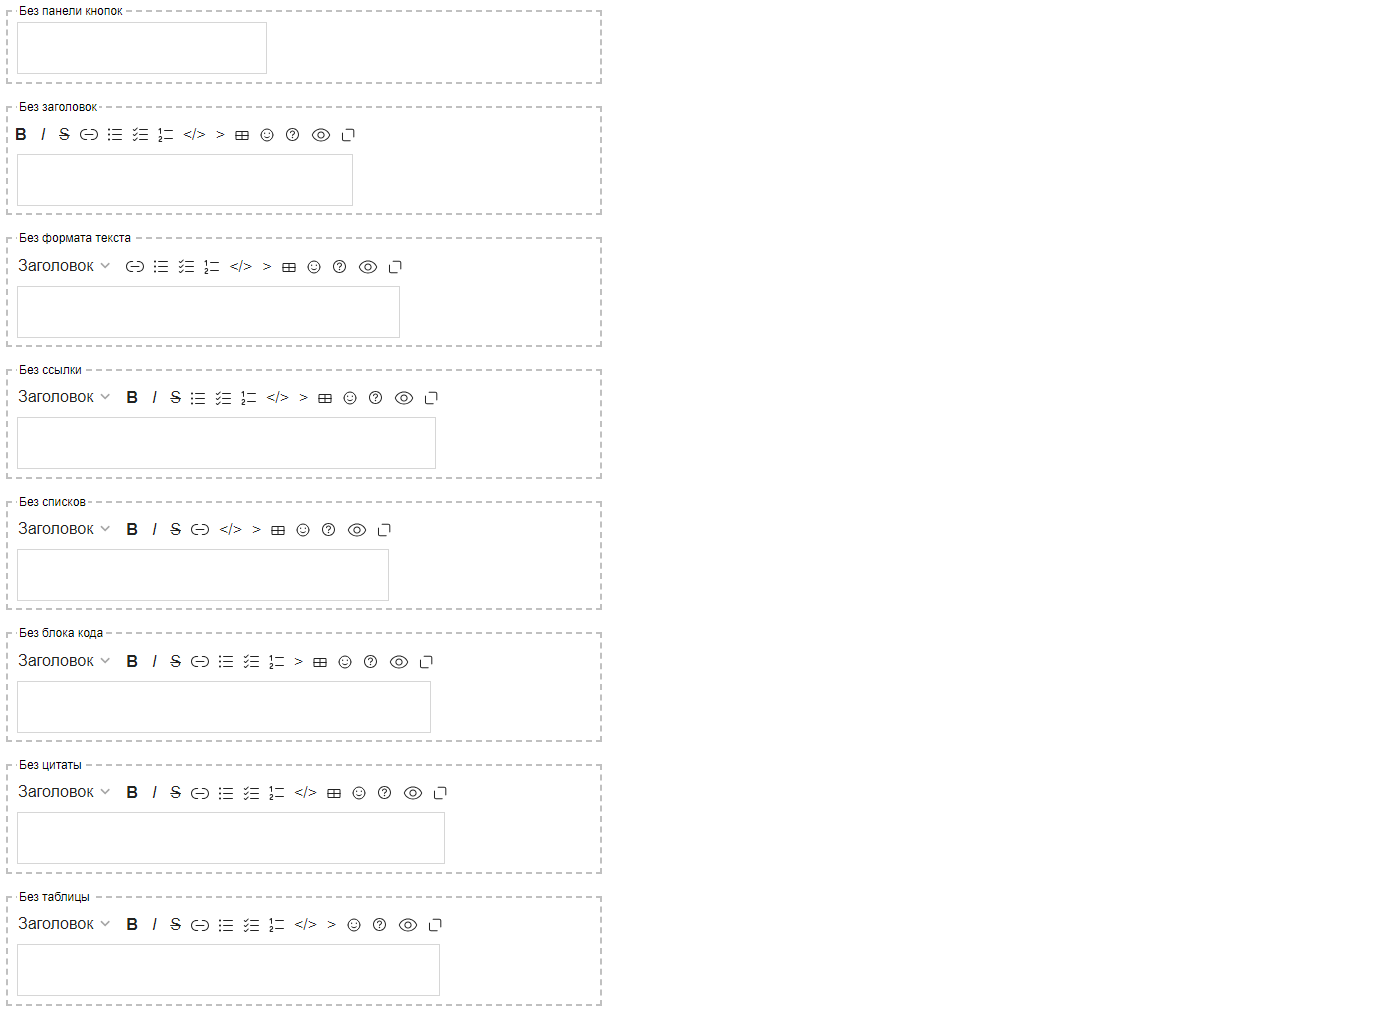 Без панели кнопок
Без заголовок
B I S </> >
Без формата текста
Заголовок </> >
Без ссылки
Заголовок B I S </> >
Без списков
Заголовок B I S </> >
Без блока кода
Заголовок B I S >
Без цитаты
Заголовок B I S </>
Без таблицы
Заголовок B I S </> >